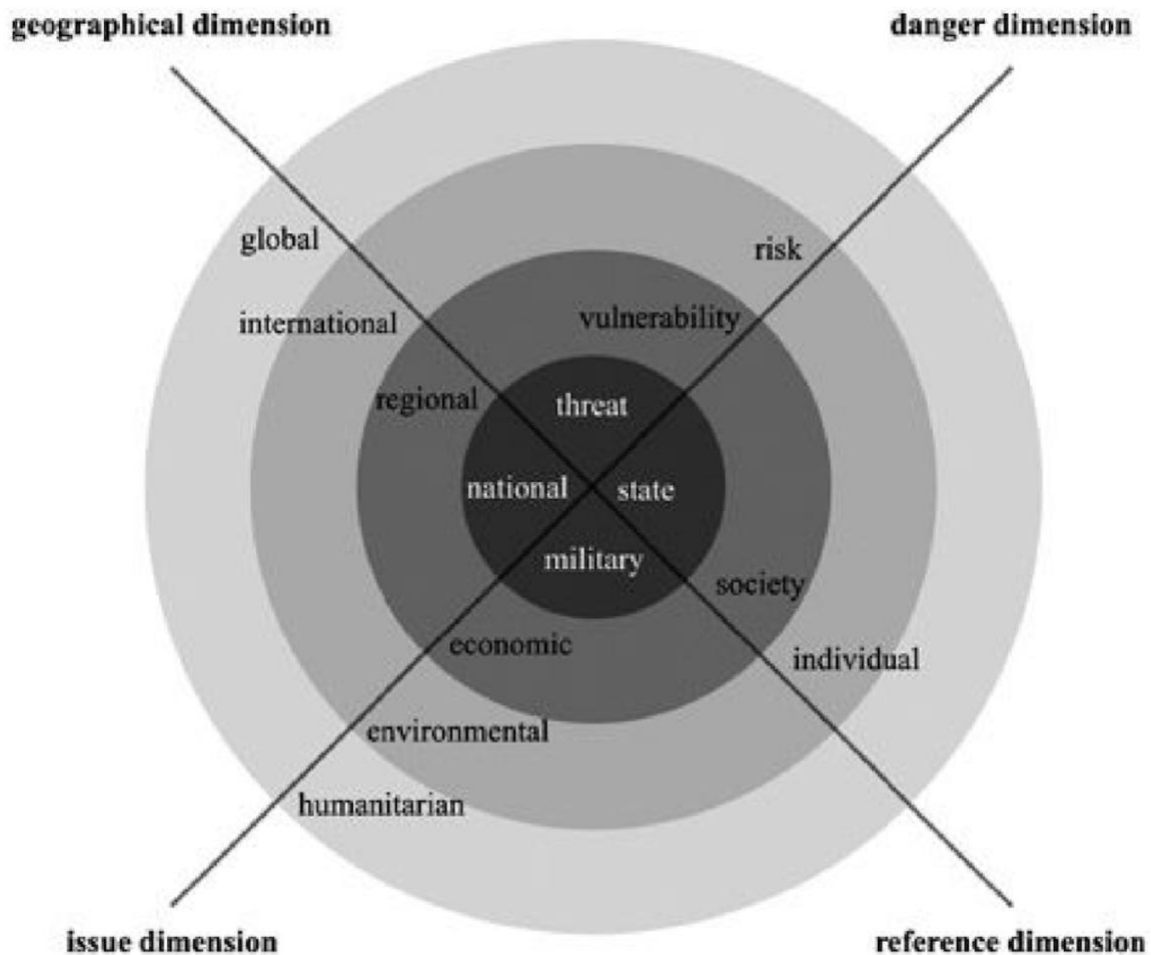 geographical dimension
danger dimension
global
risk
international
vulnerability
regional
threat
national
state
military
society
economic
individual
environmental
humanitarian
issue dimension
reference dimension